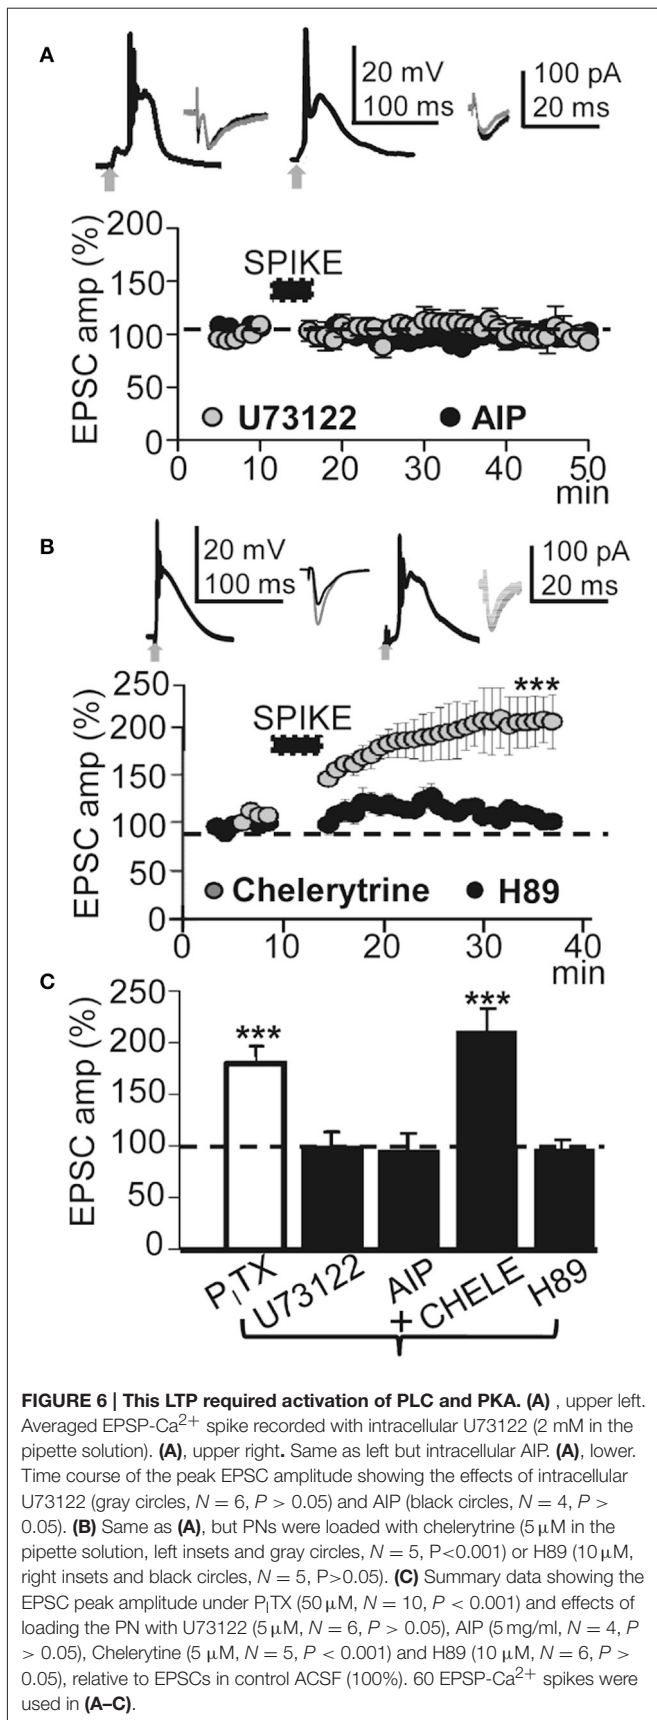 A
20 mV
100 ms
100 pA
20 ms
EPSC amp (%)
200
150
100
50
0
SPIKE
U73122
AIP
0 10 20 30 40 50
min
B
20 mV
100 ms
100 pA
20 ms
EPSC amp (%)
250
200
150
100
50
0
SPIKE
***
Chelerytrine
H89
0 10 20 30 40
min
C
EPSC amp (%)
250
200
150
100
50
0
***
***
PITX
U73122
AIP
CHELE
H89
+
FIGURE 6 | This LTP required activation of PLC and PKA. (A) , upper left.
Averaged EPSP-Ca2+ spike recorded with intracellular U73122 (2 mM in the
pipette solution). (A), upper right. Same as left but intracellular AIP. (A), lower.
Time course of the peak EPSC amplitude showing the effects of intracellular
U73122 (gray circles, N = 6, P > 0.05) and AIP (black circles, N = 4, P >
0.05). (B) Same as (A), but PNs were loaded with chelerytrine (5 μM in the
pipette solution, left insets and gray circles, N = 5, P<0.001) or H89 (10 μM,
right insets and black circles, N = 5, P>0.05). (C) Summary data showing the
EPSC peak amplitude under PITX (50 μM, N = 10, P < 0.001) and effects of
loading the PN with U73122 (5 μM, N = 6, P > 0.05), AIP (5 mg/ml, N = 4, P
> 0.05), Chelerytine (5 μM, N = 5, P < 0.001) and H89 (10 μM, N = 6, P >
0.05), relative to EPSCs in control ACSF (100%). 60 EPSP-Ca2+ spikes were
used in (A–C).